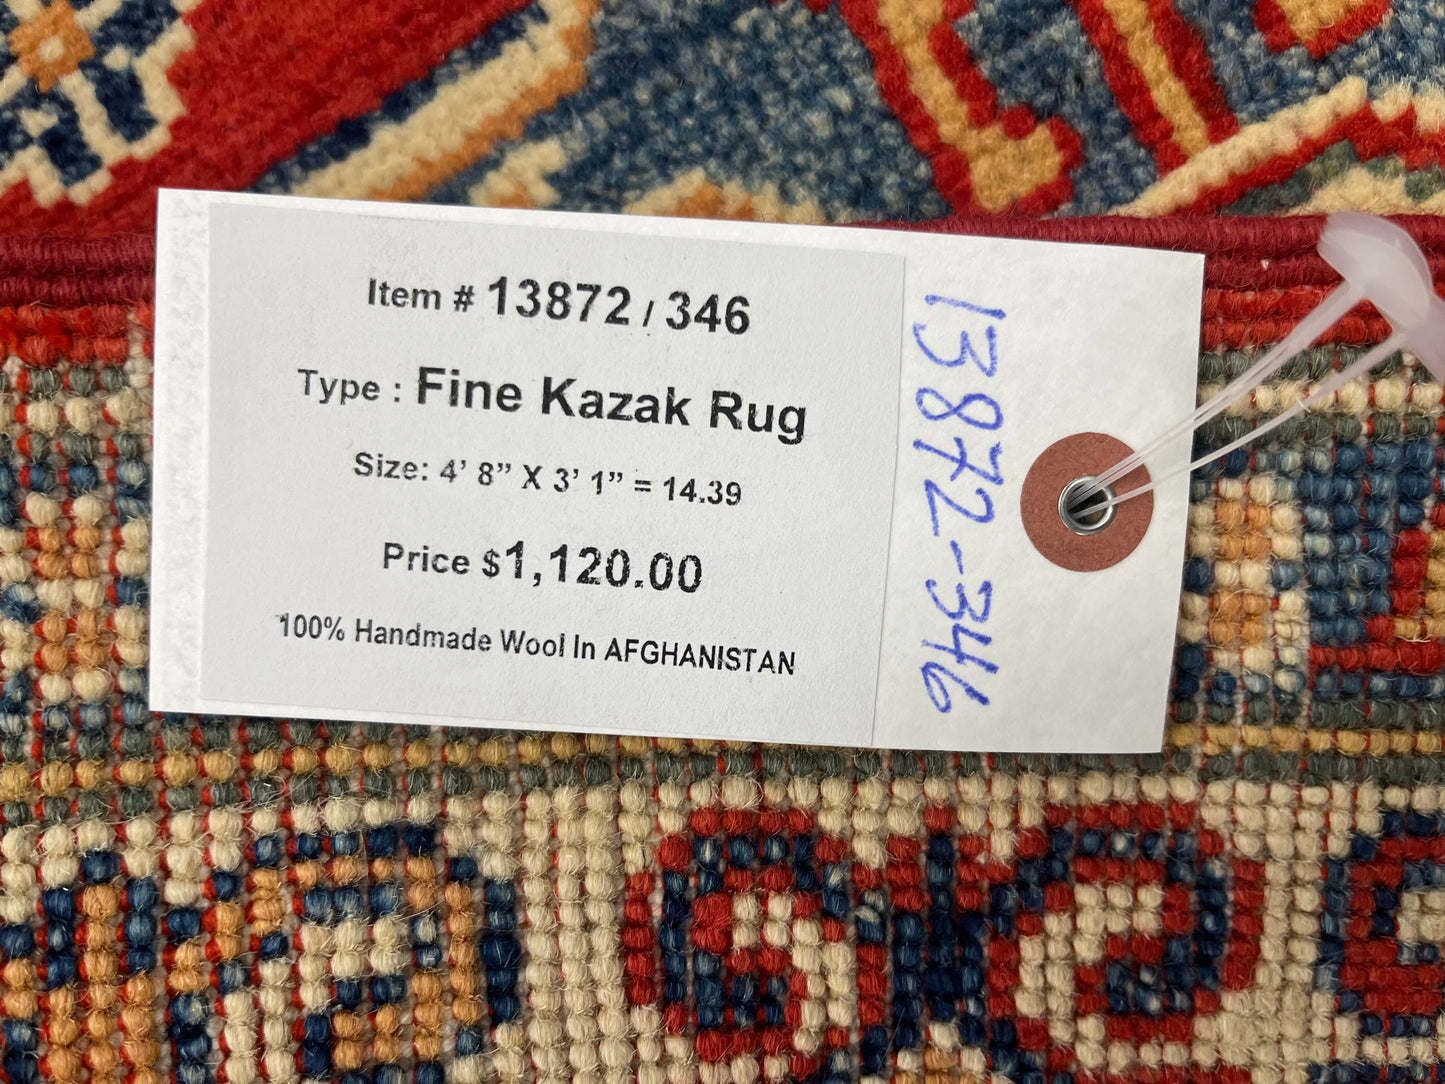 Item # 13872 / 346
Type : Fine Kazak Rug
Size: 4’ 8” X 3’ 1” = 14.39
Price $1,120.00
100% Handmade Wool In AFGHANISTAN
13872-346